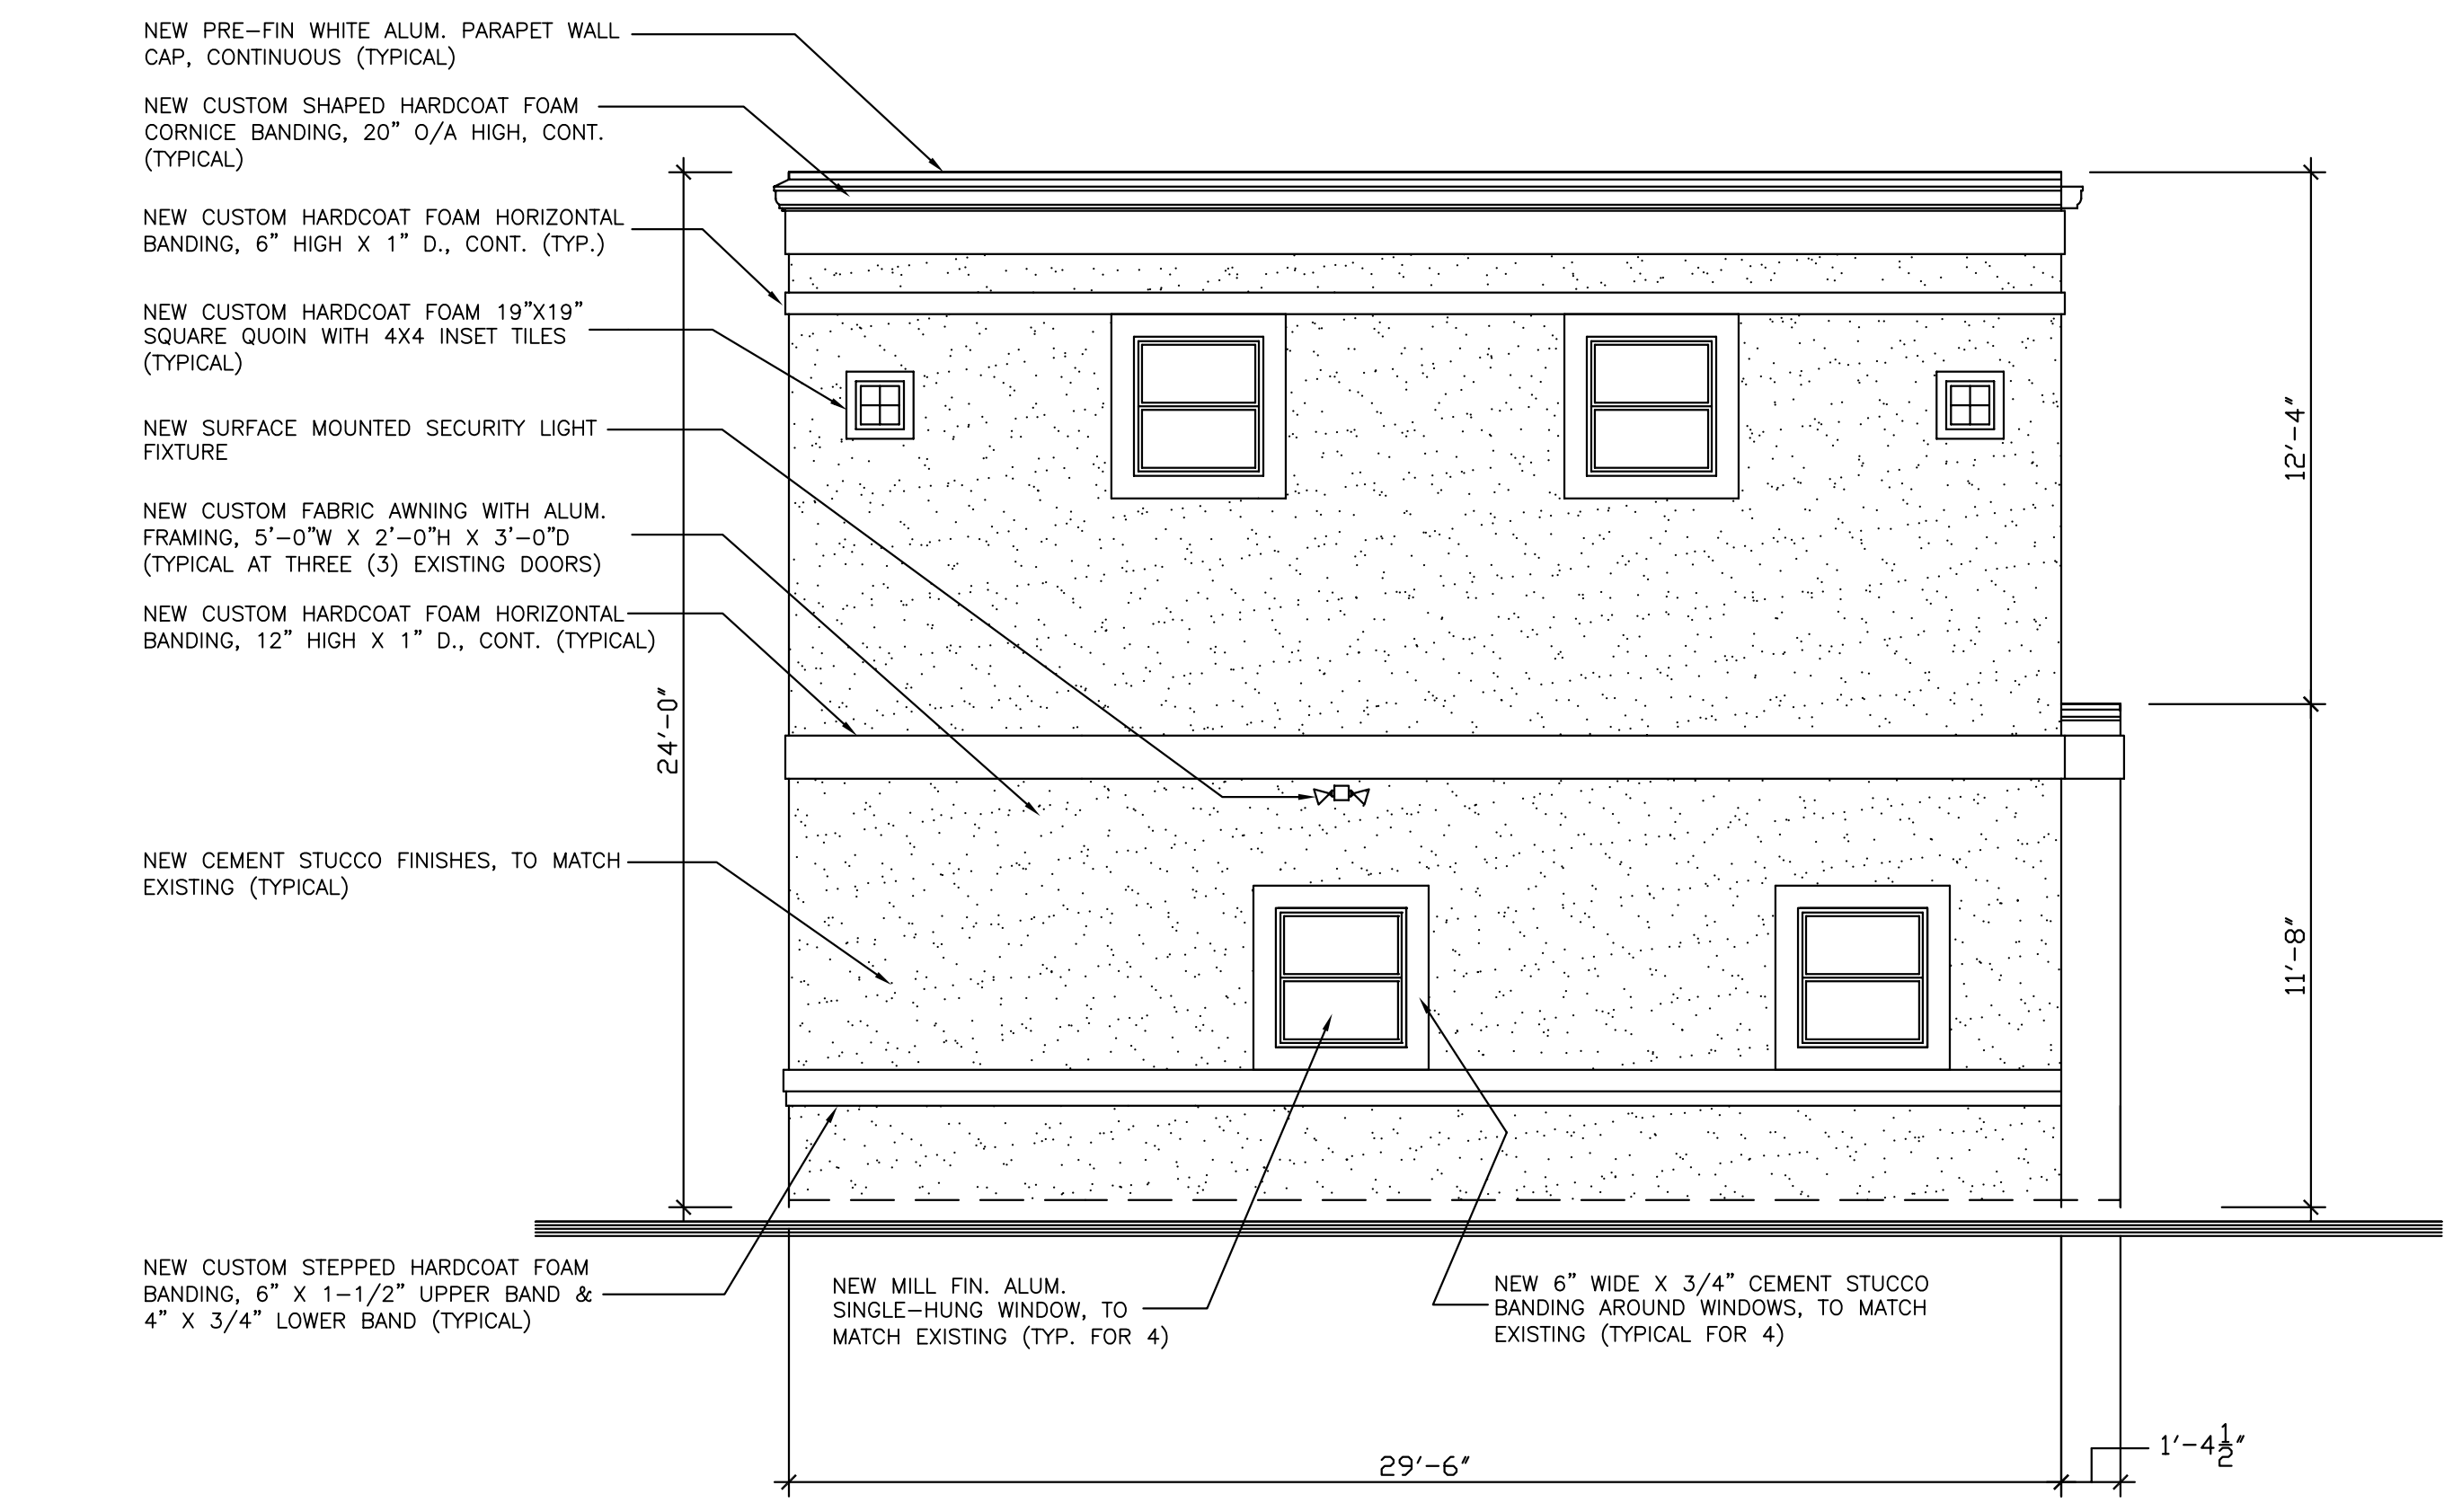 NEW PRE-FIN WHITE ALUM. PARAPET WALL
CAP, CONTINUOUS (TYPICAL)
NEW CUSTOM SHAPED HARDCOAT FOAM
CORNICE BANDING, 20" O/A HIGH, CONT.
(TYPICAL)
NEW CUSTOM HARDCOAT FOAM HORIZONTAL
BANDING, 6" HIGH X 1" D., CONT. (TYP.)
NEW CUSTOM HARDCOAT FOAM 19"X19"
SQUARE QUOIN WITH 4X4 INSET TILES
(TYPICAL)
NEW SURFACE MOUNTED SECURITY LIGHT
FIXTURE
NEW CUSTOM FABRIC AWNING WITH ALUM.
FRAMING, 5'-0"W X 2'-0"H X 3'-0"D
(TYPICAL AT THREE (3) EXISTING DOORS)
NEW CUSTOM HARDCOAT FOAM HORIZONTAL
BANDING, 12" HIGH X 1" D., CONT. (TYPICAL)
24'-0"
12'-4"
11'-8"
NEW CEMENT STUCCO FINISHES, TO MATCH
EXISTING (TYPICAL)
NEW CUSTOM STEPPED HARDCOAT FOAM
BANDING, 6" X 1-1/2" UPPER BAND &
4" X 3/4" LOWER BAND (TYPICAL)
NEW MILL FIN. ALUM.
SINGLE-HUNG WINDOW, TO
MATCH EXISTING (TYP. FOR 4)
NEW 6" WIDE X 3/4" CEMENT STUCCO
BANDING AROUND WINDOWS, TO MATCH
EXISTING (TYPICAL FOR 4)
29'-6"
1'-4½"